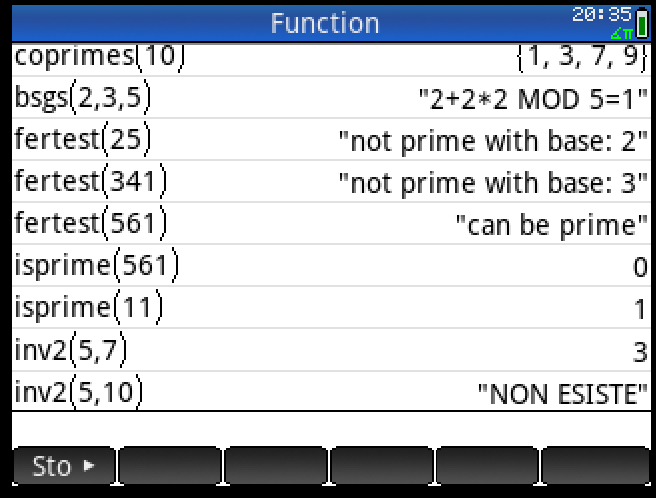 Function
20:35
∡π
coprimes(10) {1, 3, 7, 9}
bsgs(2,3,5) "2+2*2 MOD 5=1"
fertest(25) "not prime with base: 2"
fertest(341) "not prime with base: 3"
fertest(561) "can be prime"
isprime(561) 0
isprime(11) 1
inv2(5,7) 3
inv2(5,10) "NON ESISTE"
Sto ▸